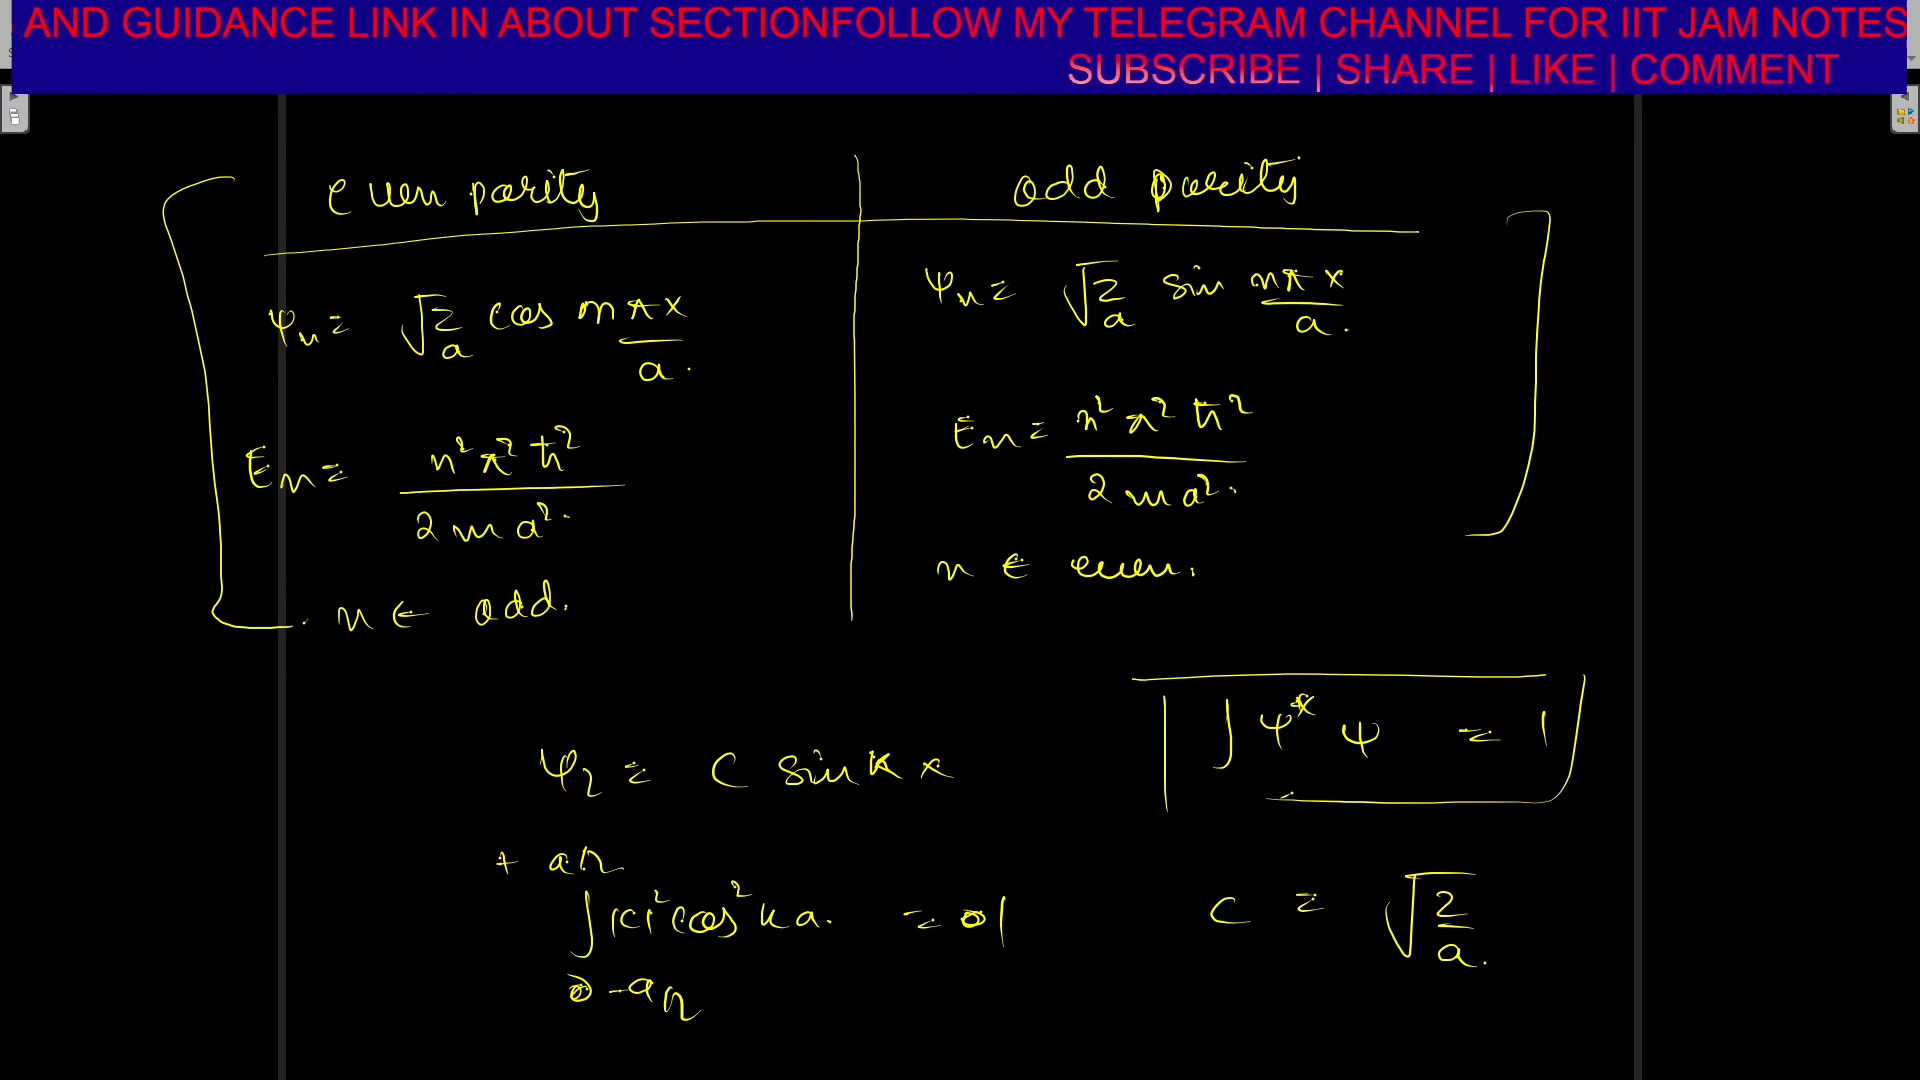 AND GUIDANCE LINK IN ABOUT SECTIONFOLLOW MY TELEGRAM CHANNEL FOR IIT JAM NOTES
SUBSCRIBE | SHARE | LIKE | COMMENT
even parity
ψn = √2/a cos nπx/a.
En = n²π²ħ²/2ma².
n ∈ odd.
odd parity
ψn = √2/a sin nπx/a.
En = n²π²ħ²/2ma².
n ∈ even.
∫ψ*ψ = 1
ψ2 = C sin k x
+ a/2
∫|C|² cos² k a. = 1
-a/2
C = √2/a.